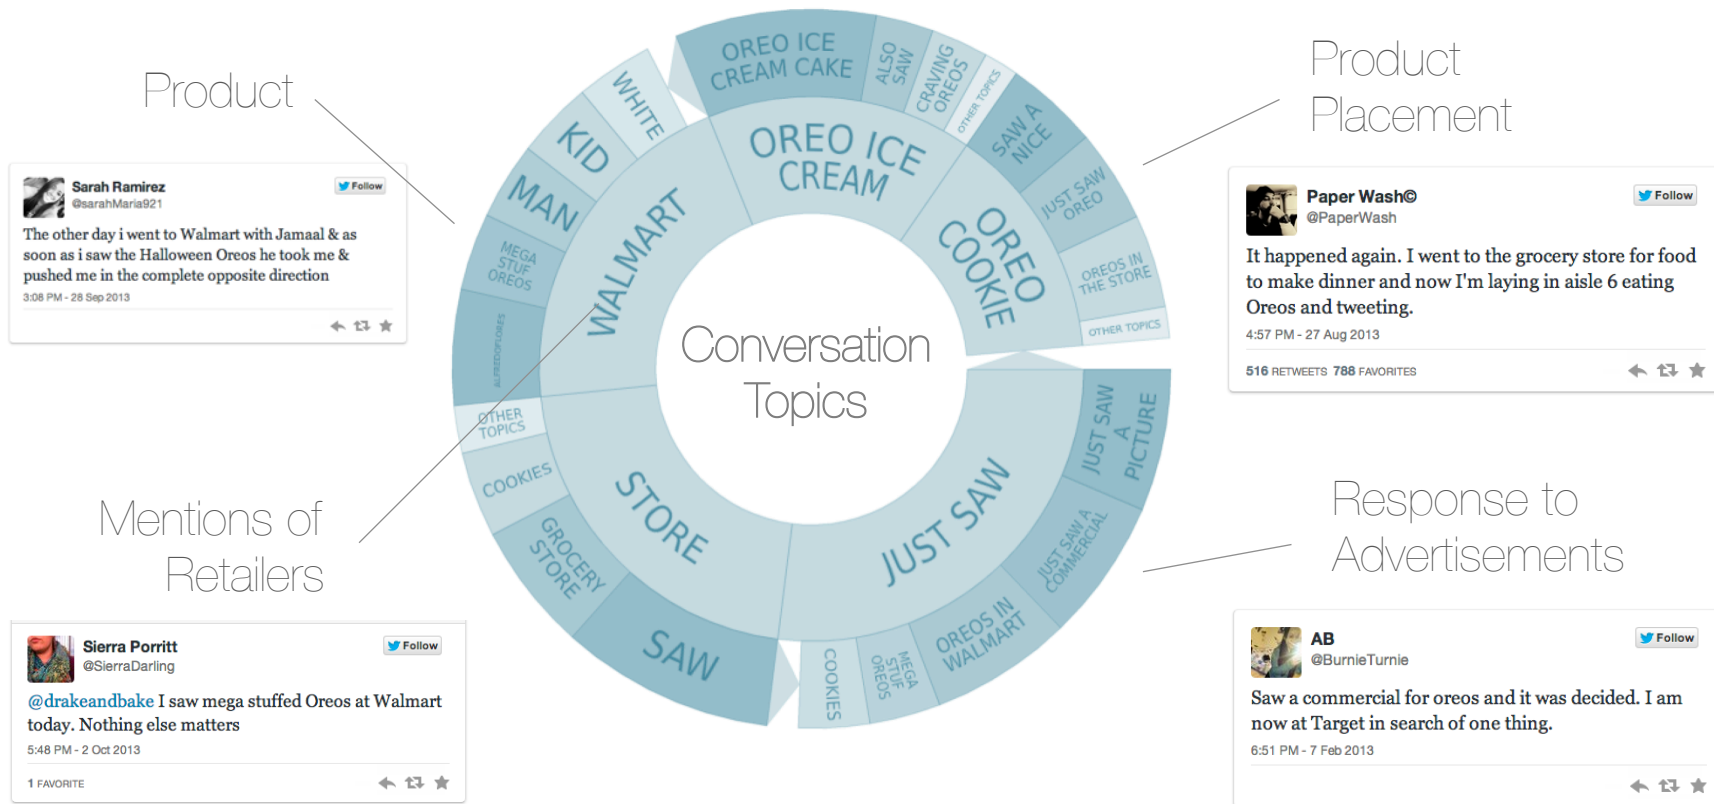 Product
Sarah Ramirez
@sarahMaria921
Follow
The other day i went to Walmart with Jamaal & as
soon as i saw the Halloween Oreos he took me &
pushed me in the complete opposite direction
3:08 PM - 28 Sep 2013
Mentions of
Retailers
Sierra Porritt
@SierraDarling
Follow
@drakeandbake I saw mega stuffed Oreos at Walmart
today. Nothing else matters
5:48 PM - 2 Oct 2013
1 FAVORITE
Conversation
Topics
OREO ICE
CREAM
OREO ICE
CREAM CAKE
ALSO
SAW
CRAVING
OREOS
OTHER TOPICS
OREO
COOKIE
SAW A
NICE
JUST SAW
OREO
OREOS IN
THE STORE
OTHER TOPICS
JUST SAW
JUST SAW
A
PICTURE
JUST SAW A
COMMERCIAL
OREOS IN
WALMART
MEGA
STUF
OREOS
COOKIES
STORE
SAW
GROCERY
STORE
COOKIES
OTHER
TOPICS
WALMART
ALFREDOFLORES
MEGA
STUF
OREOS
MAN
KID
WHITE
Product
Placement
Paper Wash©
@PaperWash
Follow
It happened again. I went to the grocery store for food
to make dinner and now I'm laying in aisle 6 eating
Oreos and tweeting.
4:57 PM - 27 Aug 2013
516 RETWEETS 788 FAVORITES
Response to
Advertisements
AB
@BurnieTurnie
Follow
Saw a commercial for oreos and it was decided. I am
now at Target in search of one thing.
6:51 PM - 7 Feb 2013